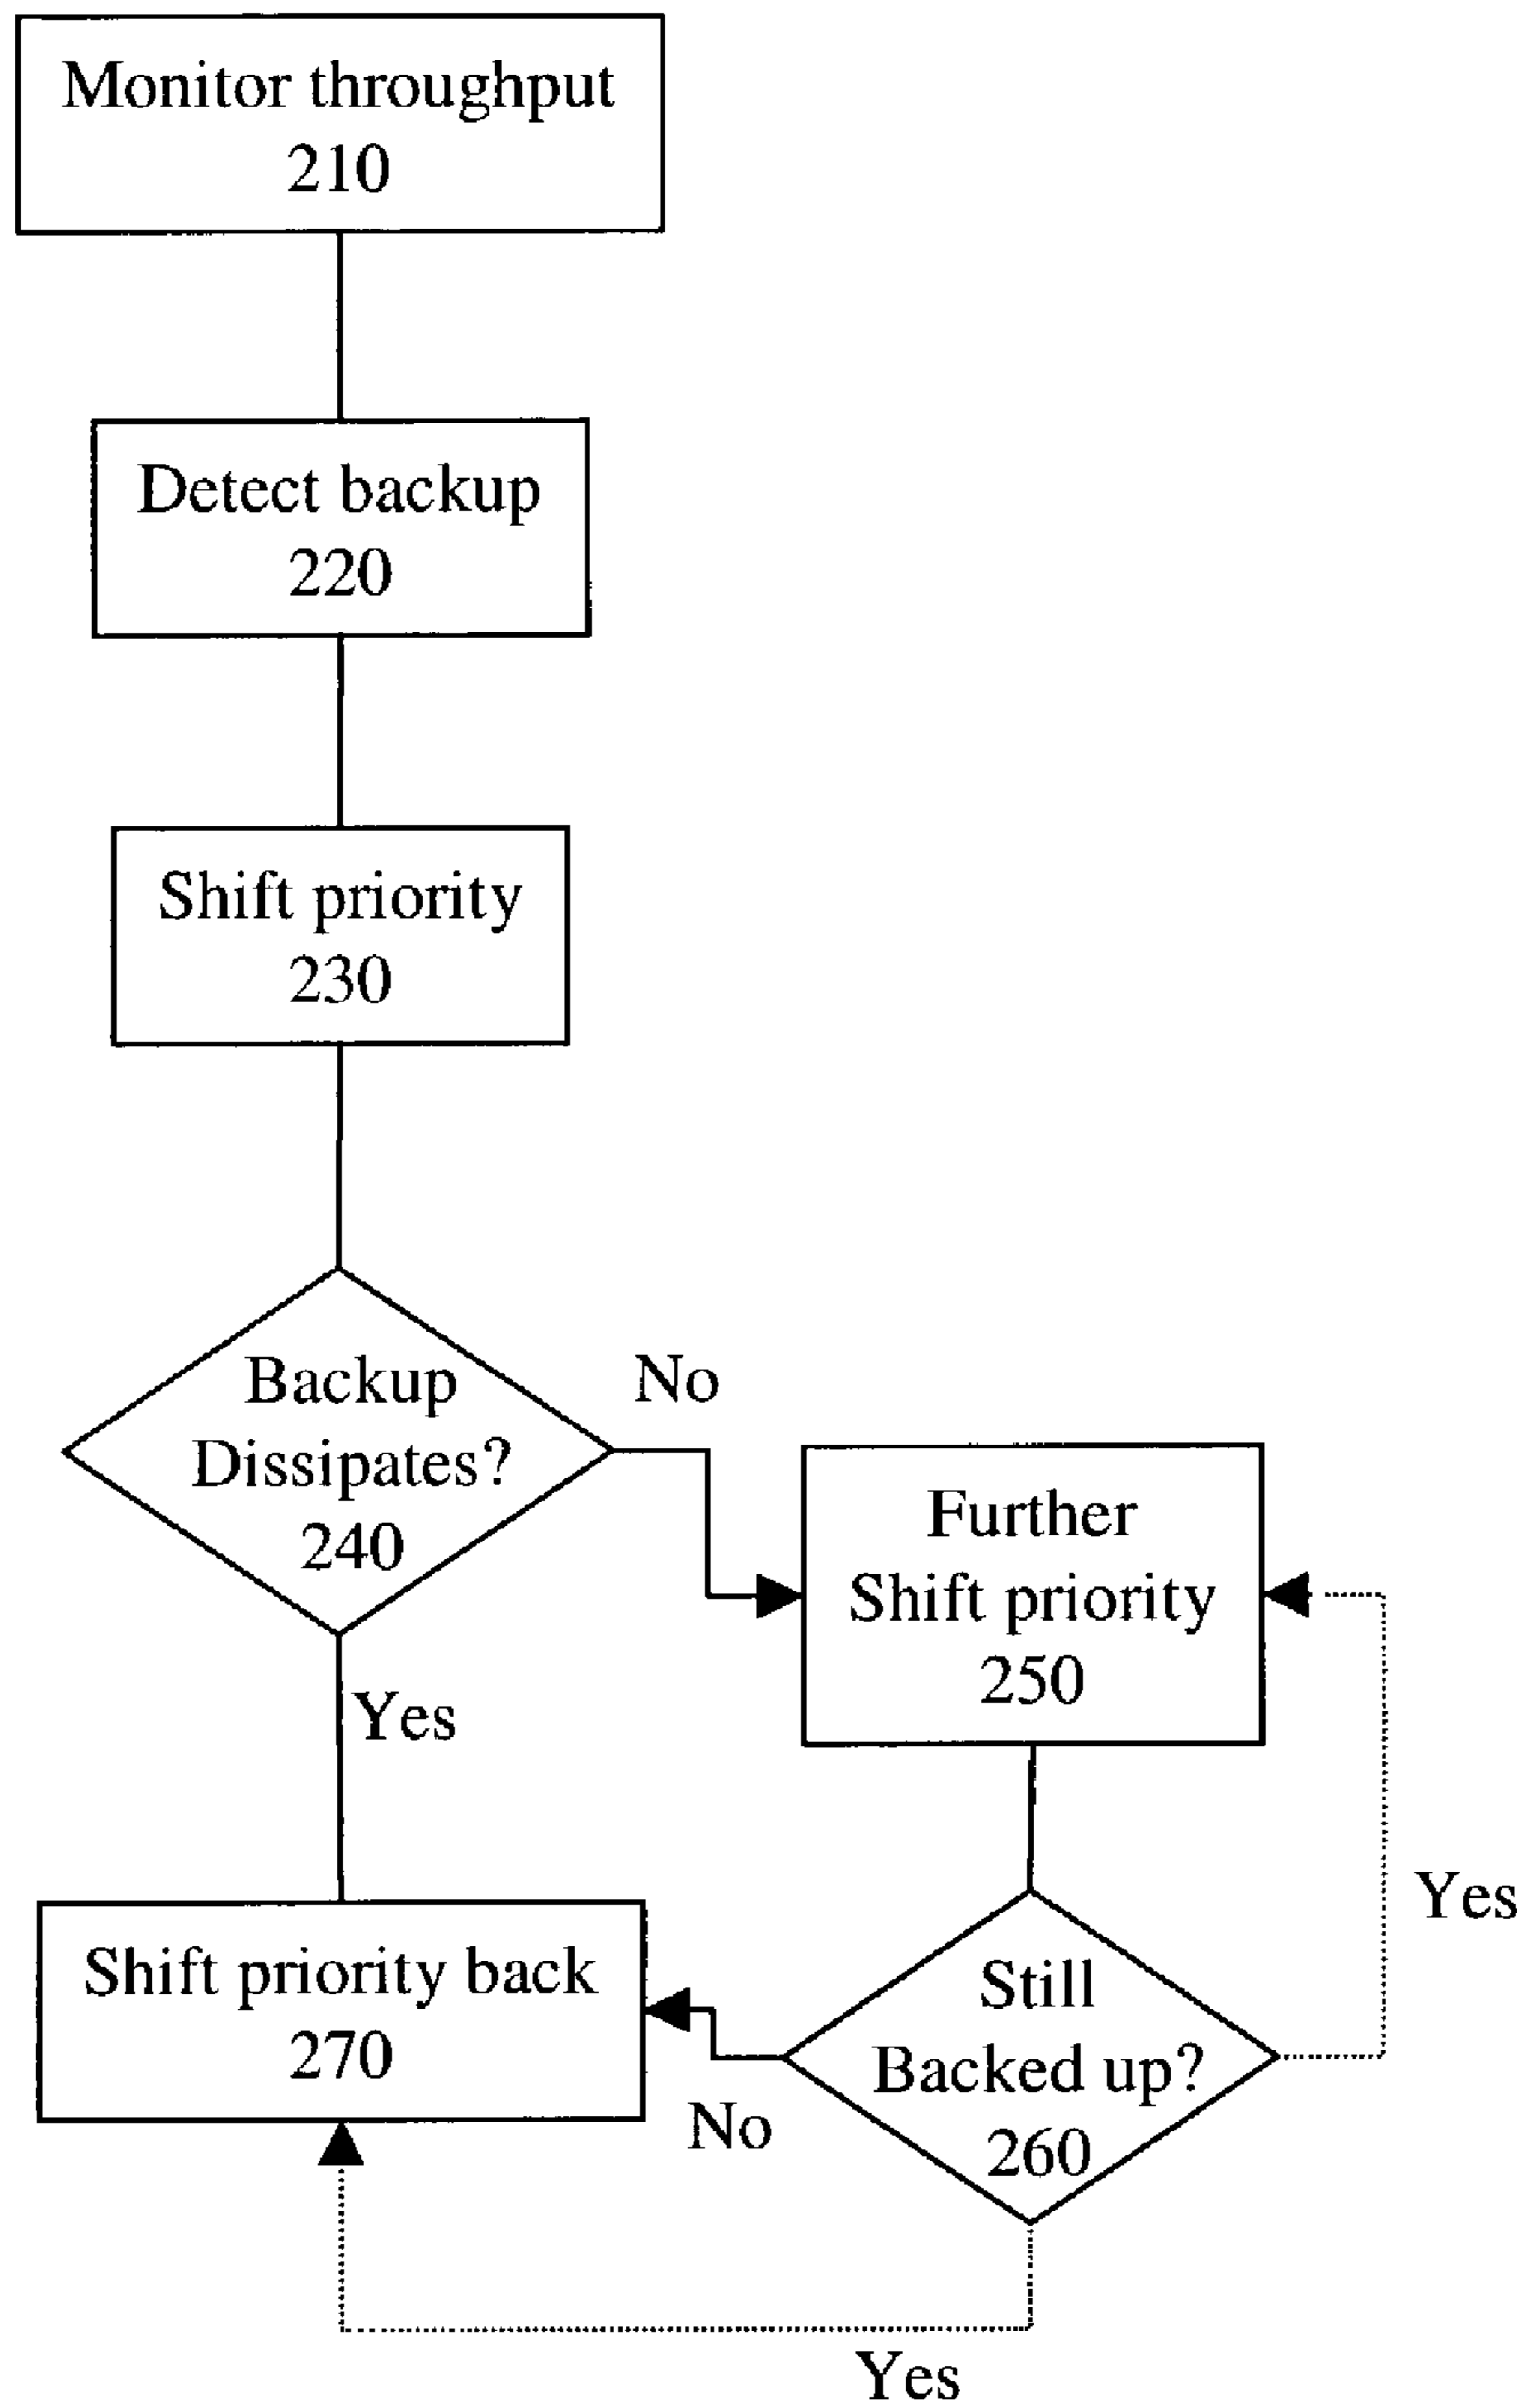 Monitor throughput
210
Detect backup
220
Shift priority
230
Backup
Dissipates?
240
No
Yes
Further
Shift priority
250
Yes
Still
Backed up?
260
No
Shift priority back
270
Yes